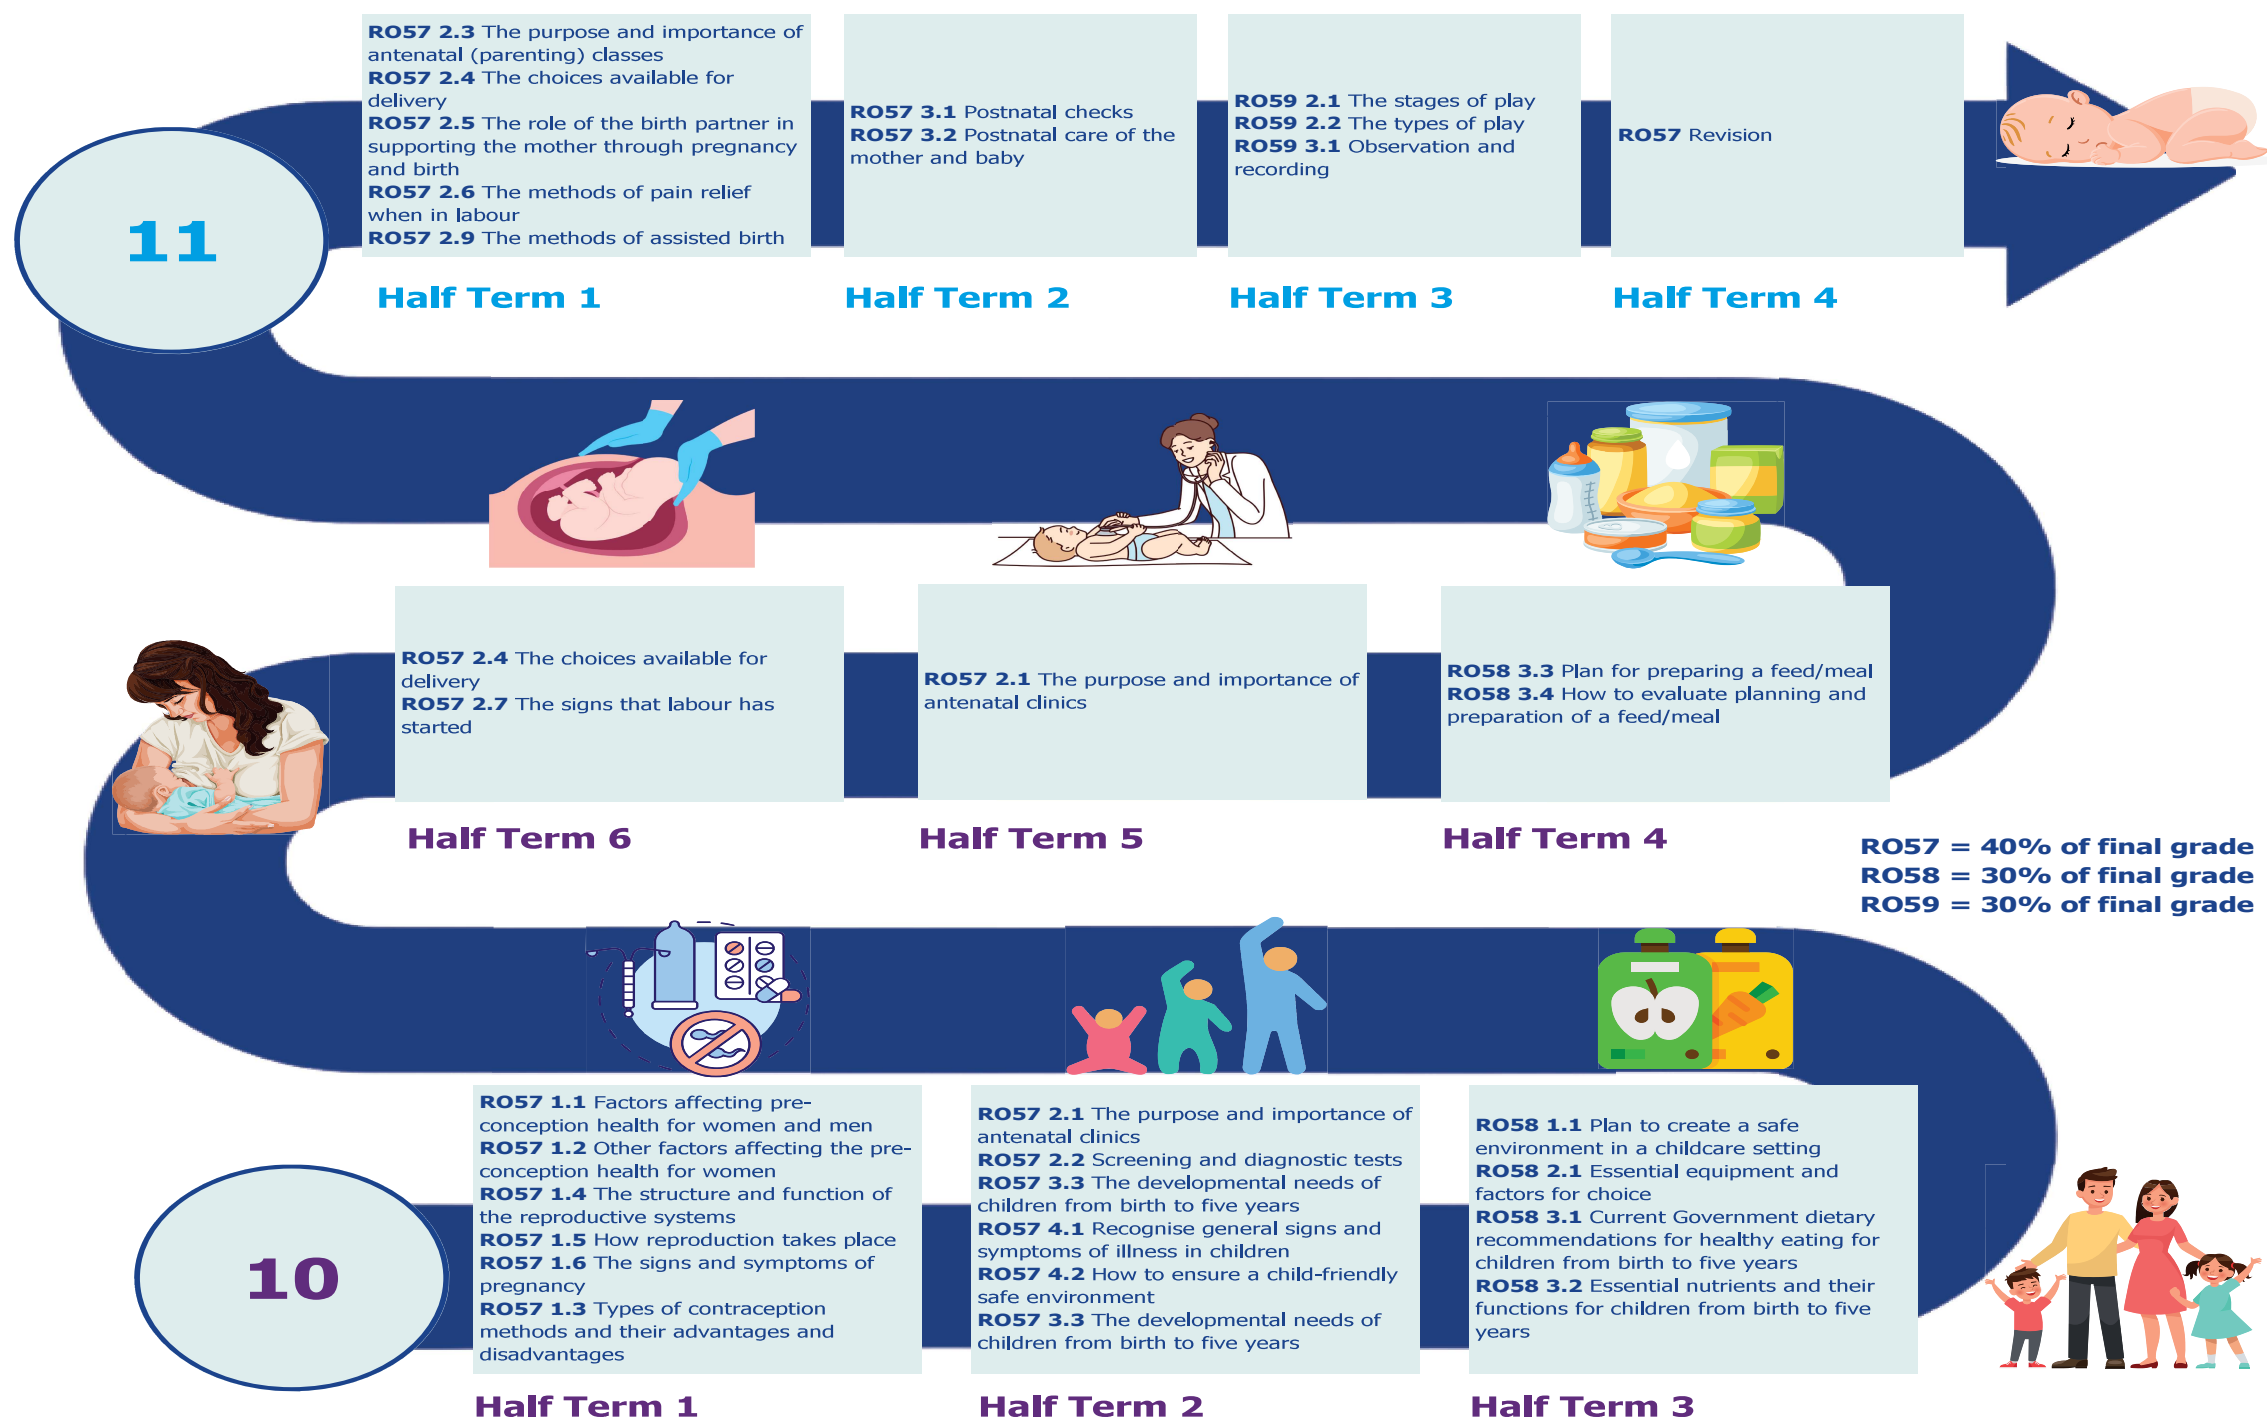 RO57 2.3 The purpose and importance of
antenatal (parenting) classes
RO57 2.4 The choices available for
delivery
RO57 2.5 The role of the birth partner in
supporting the mother through pregnancy
and birth
RO57 2.6 The methods of pain relief
when in labour
RO57 2.9 The methods of assisted birth
RO57 3.1 Postnatal checks
RO57 3.2 Postnatal care of the
mother and baby
RO59 2.1 The stages of play
RO59 2.2 The types of play
RO59 3.1 Observation and
recording
RO57 Revision
11
Half Term 1
Half Term 2
Half Term 3
Half Term 4
RO57 2.4 The choices available for
delivery
RO57 2.7 The signs that labour has
started
RO57 2.1 The purpose and importance of
antenatal clinics
RO58 3.3 Plan for preparing a feed/meal
RO58 3.4 How to evaluate planning and
preparation of a feed/meal
Half Term 6
Half Term 5
Half Term 4
RO57 = 40% of final grade
RO58 = 30% of final grade
RO59 = 30% of final grade
10
RO57 1.1 Factors affecting pre-
conception health for women and men
RO57 1.2 Other factors affecting the pre-
conception health for women
RO57 1.4 The structure and function of
the reproductive systems
RO57 1.5 How reproduction takes place
RO57 1.6 The signs and symptoms of
pregnancy
RO57 1.3 Types of contraception
methods and their advantages and
disadvantages
RO57 2.1 The purpose and importance of
antenatal clinics
RO57 2.2 Screening and diagnostic tests
RO57 3.3 The developmental needs of
children from birth to five years
RO57 4.1 Recognise general signs and
symptoms of illness in children
RO57 4.2 How to ensure a child-friendly
safe environment
RO57 3.3 The developmental needs of
children from birth to five years
RO58 1.1 Plan to create a safe
environment in a childcare setting
RO58 2.1 Essential equipment and
factors for choice
RO58 3.1 Current Government dietary
recommendations for healthy eating for
children from birth to five years
RO58 3.2 Essential nutrients and their
functions for children from birth to five
years
Half Term 1
Half Term 2
Half Term 3